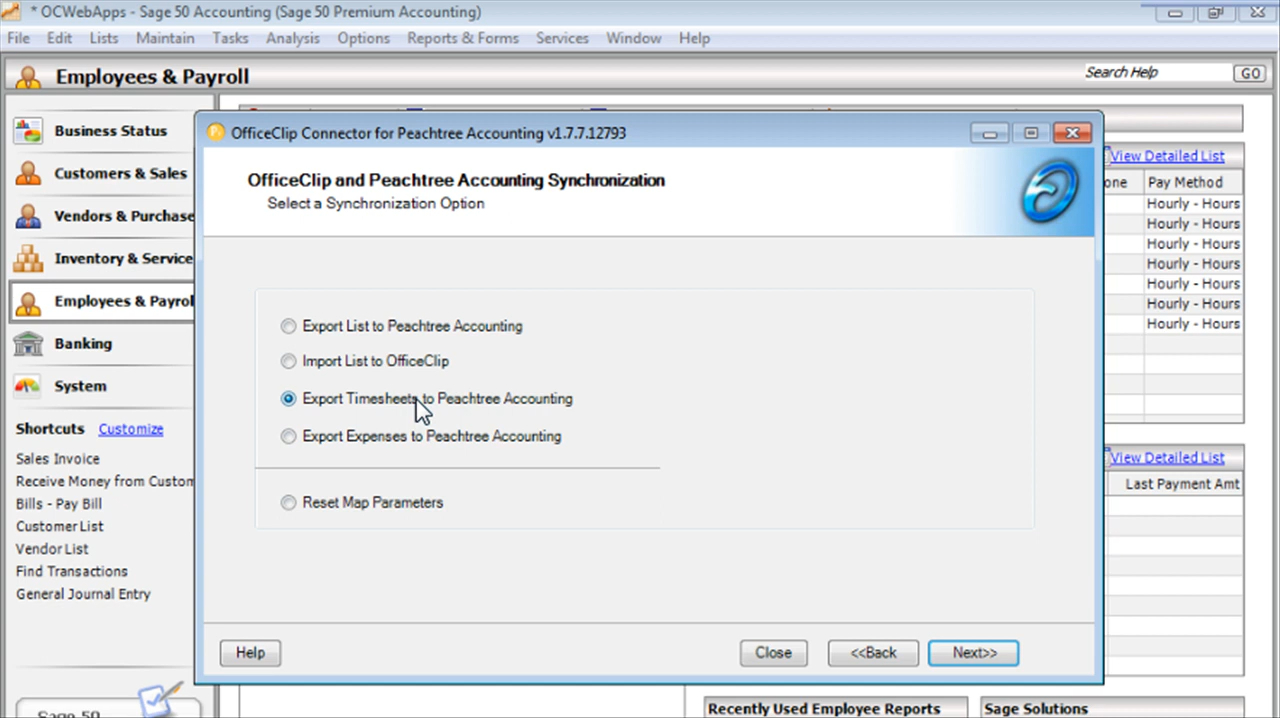 * OCWebApps - Sage 50 Accounting (Sage 50 Premium Accounting)
File Edit Lists Maintain Tasks Analysis Options Reports & Forms Services Window Help
Employees & Payroll
Search Help GO
Business Status
Customers & Sales
Vendors & Purchase
Inventory & Service
Employees & Payrol
Banking
System
Shortcuts Customize
Sales Invoice
Receive Money from Custom
Bills - Pay Bill
Customer List
Vendor List
Find Transactions
General Journal Entry
Sage 50
OfficeClip Connector for Peachtree Accounting v1.7.7.12793
OfficeClip and Peachtree Accounting Synchronization
Select a Synchronization Option
Export List to Peachtree Accounting
Import List to OfficeClip
Export Timesheets to Peachtree Accounting
Export Expenses to Peachtree Accounting
Reset Map Parameters
Help Close <<Back Next>>
View Detailed List
one Pay Method
Hourly - Hours
Hourly - Hours
Hourly - Hours
Hourly - Hours
Hourly - Hours
Hourly - Hours
Hourly - Hours
View Detailed List
Last Payment Amt
Recently Used Employee Reports
Sage Solutions